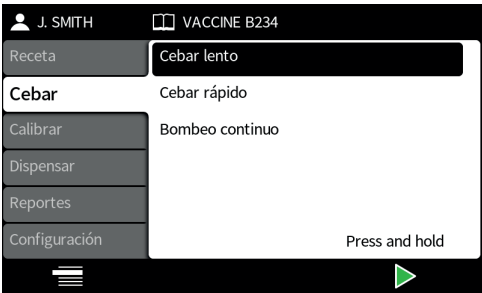 J. SMITH VACCINE B234
Receta
Cebar
Calibrar
Dispensar
Reportes
Configuración
Cebar lento
Cebar rápido
Bombeo continuo
Press and hold